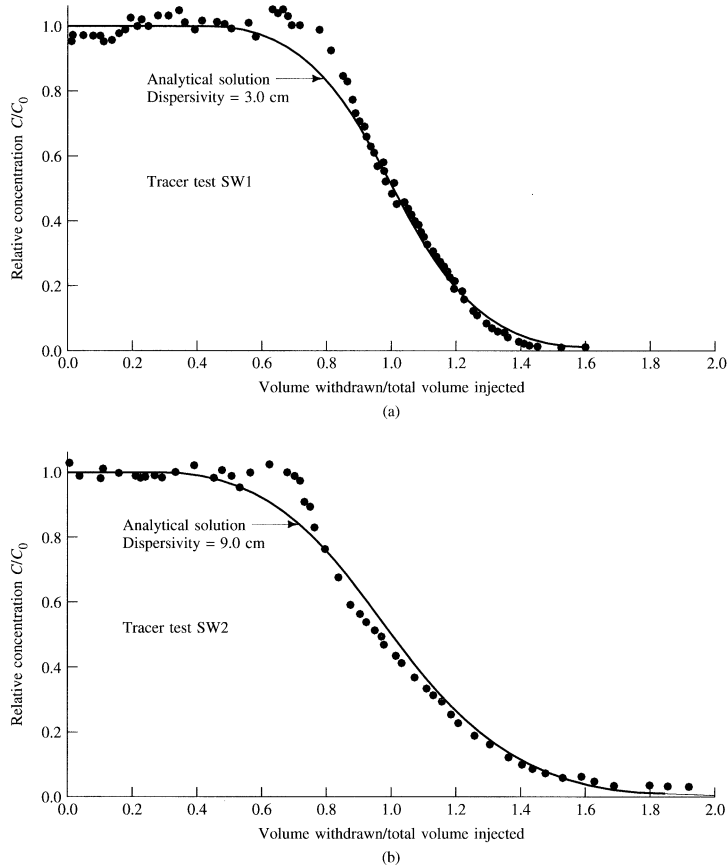 Relative concentration C/C0
1.0
0.8
0.6
0.4
0.2
0.0
Analytical solution
Dispersivity = 3.0 cm
Tracer test SW1
0.0 0.2 0.4 0.6 0.8 1.0 1.2 1.4 1.6 1.8 2.0
Volume withdrawn/total volume injected
(a)
Relative concentration C/C0
1.0
0.8
0.6
0.4
0.2
0.0
Analytical solution
Dispersivity = 9.0 cm
Tracer test SW2
0.0 0.2 0.4 0.6 0.8 1.0 1.2 1.4 1.6 1.8 2.0
Volume withdrawn/total volume injected
(b)